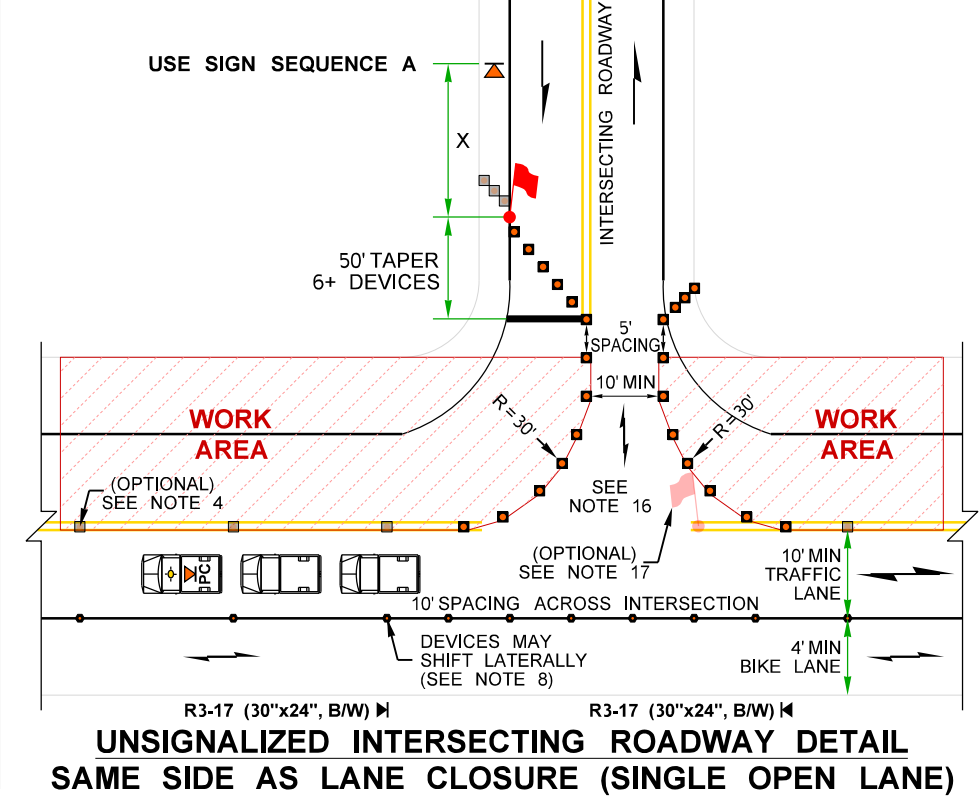 USE SIGN SEQUENCE A
X
INTERSECTING ROADWAY
50' TAPER
6+ DEVICES
5'
SPACING
10' MIN
R=30'
R=30'
WORK
AREA
WORK
AREA
(OPTIONAL)
SEE NOTE 4
SEE
NOTE 16
(OPTIONAL)
SEE NOTE 17
10' MIN
TRAFFIC
LANE
PC
10' SPACING ACROSS INTERSECTION
DEVICES MAY
SHIFT LATERALLY
(SEE NOTE 8)
4' MIN
BIKE LANE
R3-17 (30"x24", B/W)
R3-17 (30"x24", B/W)
UNSIGNALIZED INTERSECTING ROADWAY DETAIL
SAME SIDE AS LANE CLOSURE (SINGLE OPEN LANE)